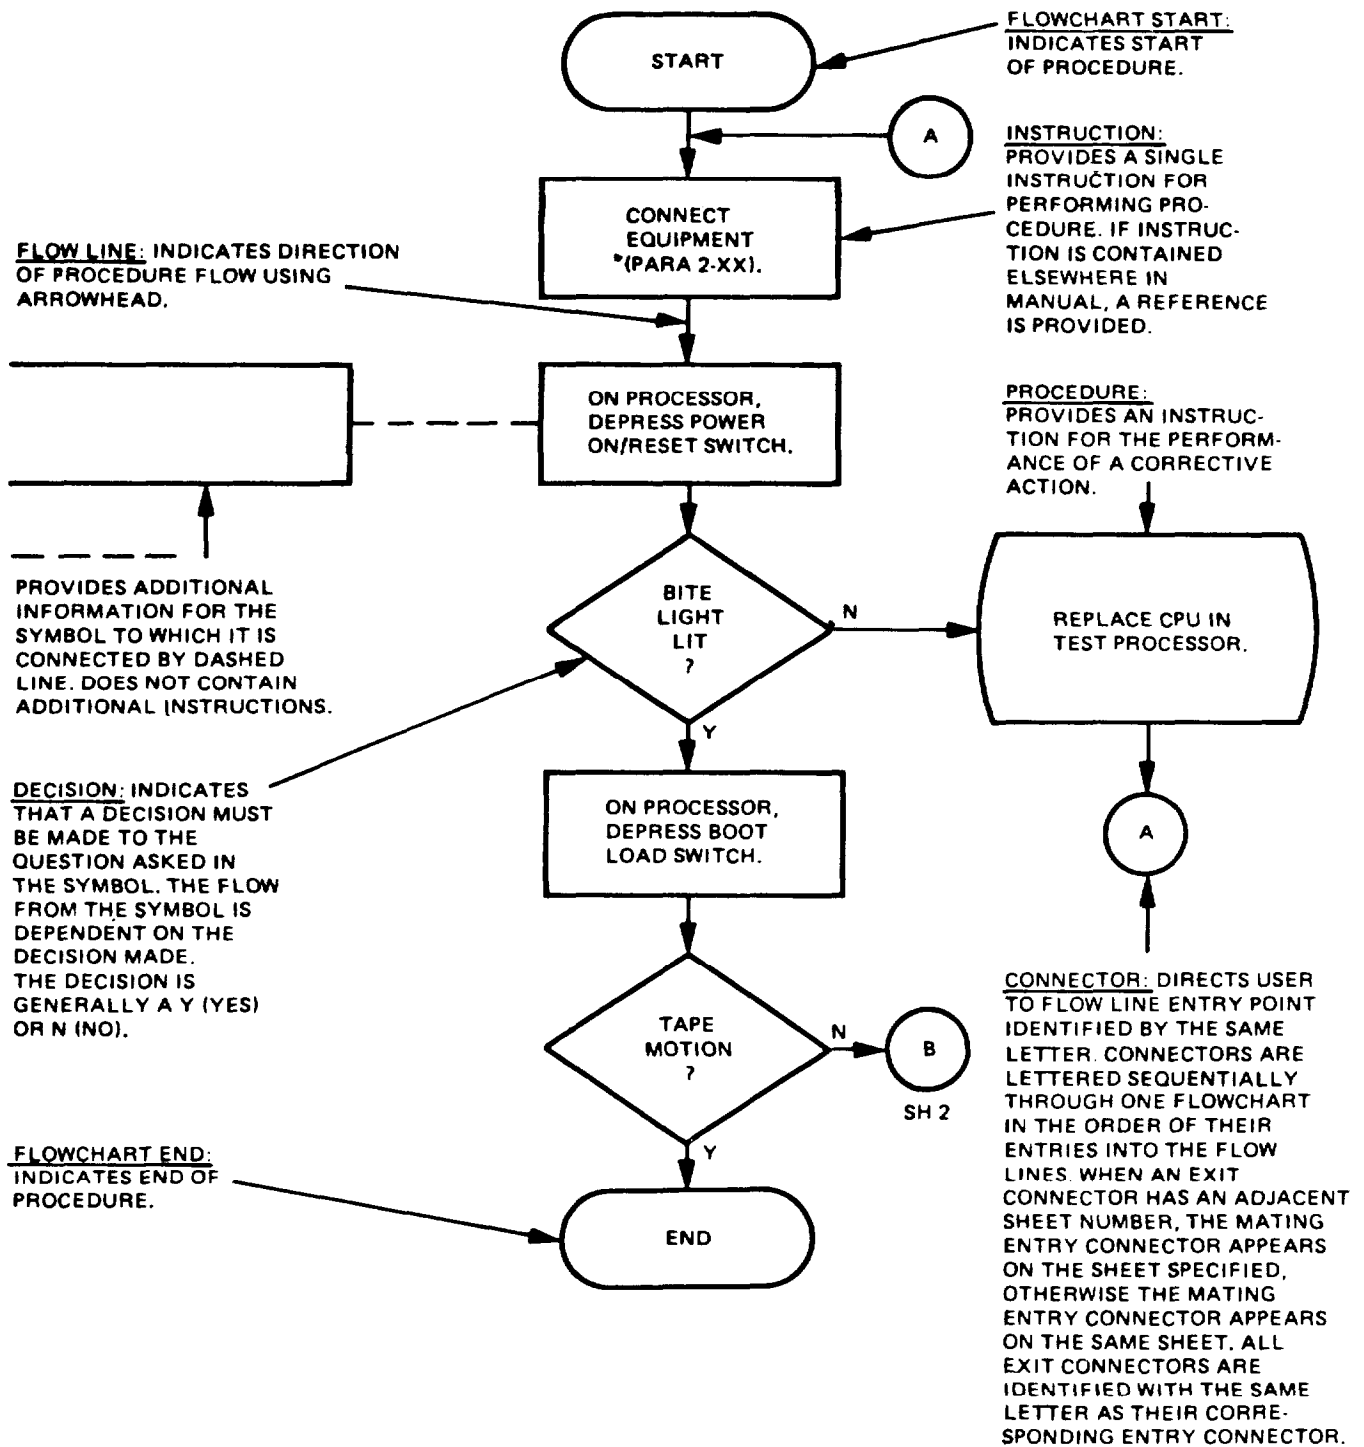 START
FLOWCHART START:
INDICATES START
OF PROCEDURE.
A
INSTRUCTION:
PROVIDES A SINGLE
INSTRUCTION FOR
PERFORMING PRO-
CEDURE. IF INSTRUC-
TION IS CONTAINED
ELSEWHERE IN
MANUAL, A REFERENCE
IS PROVIDED.
CONNECT
EQUIPMENT
*(PARA 2-XX).
FLOW LINE: INDICATES DIRECTION
OF PROCEDURE FLOW USING
ARROWHEAD.
ON PROCESSOR,
DEPRESS POWER
ON/RESET SWITCH.
PROCEDURE:
PROVIDES AN INSTRUC-
TION FOR THE PERFORM-
ANCE OF A CORRECTIVE
ACTION.
PROVIDES ADDITIONAL
INFORMATION FOR THE
SYMBOL TO WHICH IT IS
CONNECTED BY DASHED
LINE. DOES NOT CONTAIN
ADDITIONAL INSTRUCTIONS.
BITE
LIGHT
LIT
?
N
Y
REPLACE CPU IN
TEST PROCESSOR.
DECISION: INDICATES
THAT A DECISION MUST
BE MADE TO THE
QUESTION ASKED IN
THE SYMBOL. THE FLOW
FROM THE SYMBOL IS
DEPENDENT ON THE
DECISION MADE.
THE DECISION IS
GENERALLY A Y (YES)
OR N (NO).
ON PROCESSOR,
DEPRESS BOOT
LOAD SWITCH.
A
TAPE
MOTION
?
N
B
SH 2
Y
CONNECTOR: DIRECTS USER
TO FLOW LINE ENTRY POINT
IDENTIFIED BY THE SAME
LETTER. CONNECTORS ARE
LETTERED SEQUENTIALLY
THROUGH ONE FLOWCHART
IN THE ORDER OF THEIR
ENTRIES INTO THE FLOW
LINES. WHEN AN EXIT
CONNECTOR HAS AN ADJACENT
SHEET NUMBER, THE MATING
ENTRY CONNECTOR APPEARS
ON THE SHEET SPECIFIED,
OTHERWISE THE MATING
ENTRY CONNECTOR APPEARS
ON THE SAME SHEET. ALL
EXIT CONNECTORS ARE
IDENTIFIED WITH THE SAME
LETTER AS THEIR CORRE-
SPONDING ENTRY CONNECTOR.
FLOWCHART END:
INDICATES END OF
PROCEDURE.
END